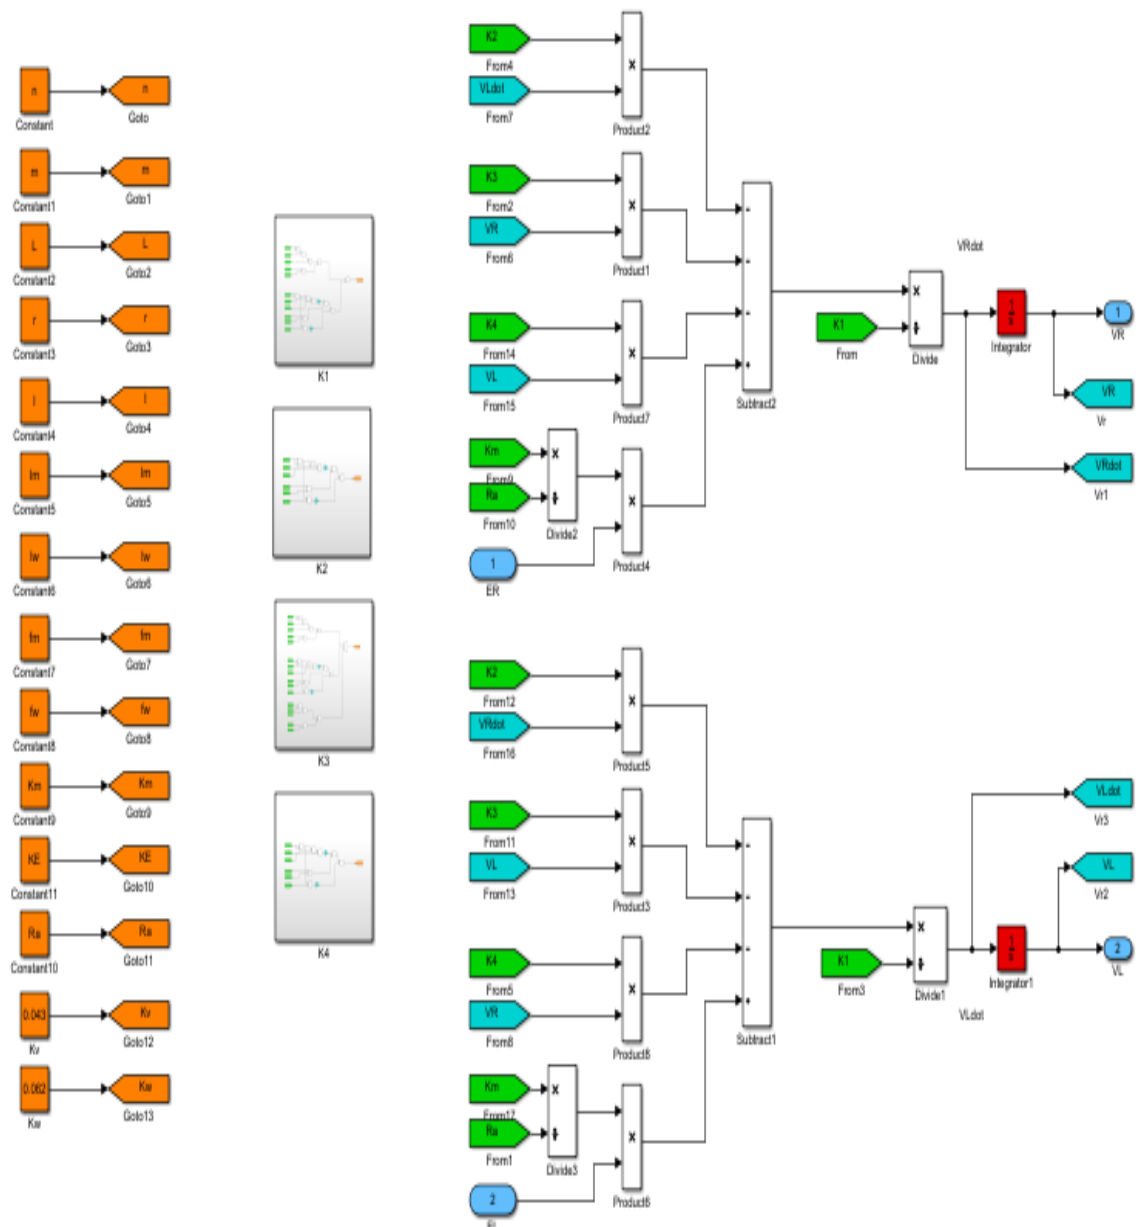 n
n
Constant
Goto
m
m
Constant1
Goto1
L
L
Constant2
Goto2
r
r
Constant3
Goto3
l
l
Constant4
Goto4
Im
Im
Constant5
Goto5
Iw
Iw
Constant6
Goto6
fm
fm
Constant7
Goto7
fw
fw
Constant8
Goto8
Km
Km
Constant9
Goto9
KE
KE
Constant11
Goto10
Ra
Ra
Constant10
Goto11
0.043
Kv
Kv
Goto12
0.062
Kw
Kw
Goto13
K1
K2
K3
K4
K2
From4
VLdot
From7
×
Product2
K3
From2
VR
From6
×
Product1
K4
From14
VL
From15
×
Product7
Km
From9
Ra
From10
×
÷
Divide2
1
ER
×
Product4
-
-
-
+
Subtract2
K1
From
×
÷
Divide
VRdot
Integrator
1
VR
VR
Vr
VRdot
Vr1
K2
From12
VRdot
From16
×
Product5
K3
From11
VL
From13
×
Product3
K4
From5
VR
From8
×
Product8
Km
From17
Ra
From1
×
÷
Divide3
2
×
Product6
-
-
-
+
Subtract1
K1
From3
×
÷
Divide1
VLdot
Integrator1
VLdot
Vr3
VL
Vr2
2
VL